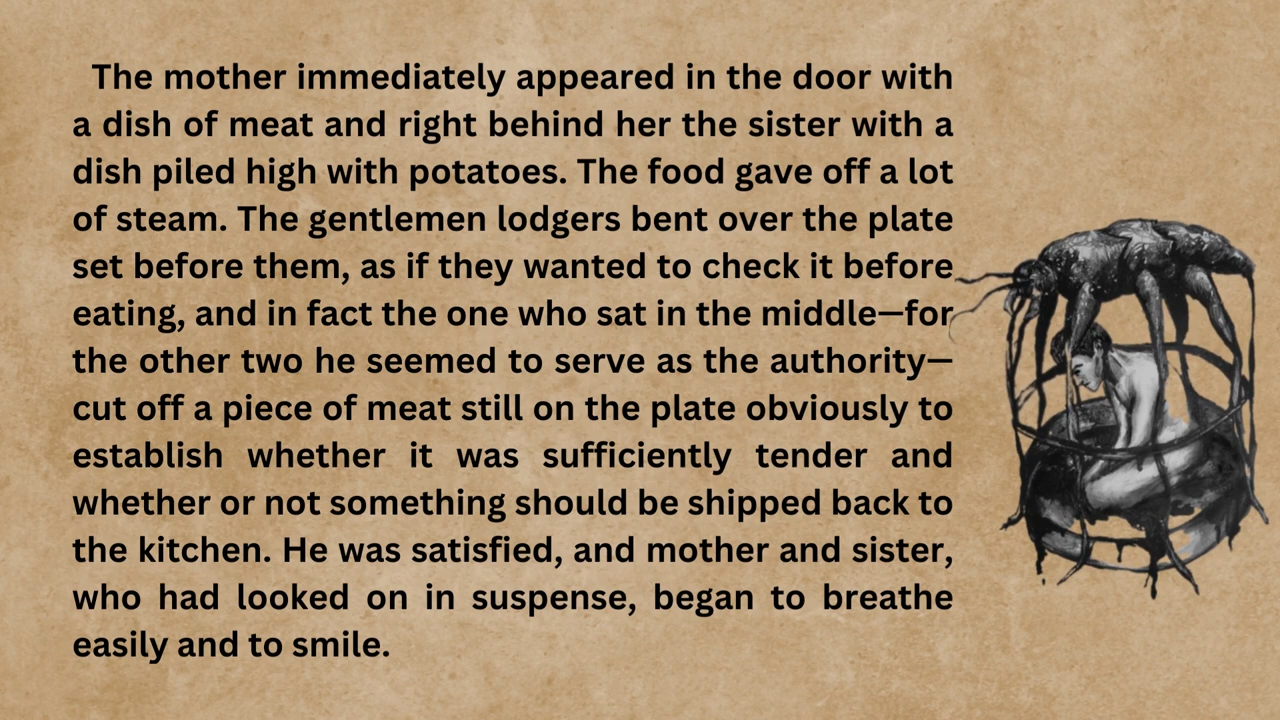 The mother immediately appeared in the door with
a dish of meat and right behind her the sister with a
dish piled high with potatoes. The food gave off a lot
of steam. The gentlemen lodgers bent over the plate
set before them, as if they wanted to check it before
eating, and in fact the one who sat in the middle—for
the other two he seemed to serve as the authority—
cut off a piece of meat still on the plate obviously to
establish whether it was sufficiently tender and
whether or not something should be shipped back to
the kitchen. He was satisfied, and mother and sister,
who had looked on in suspense, began to breathe
easily and to smile.